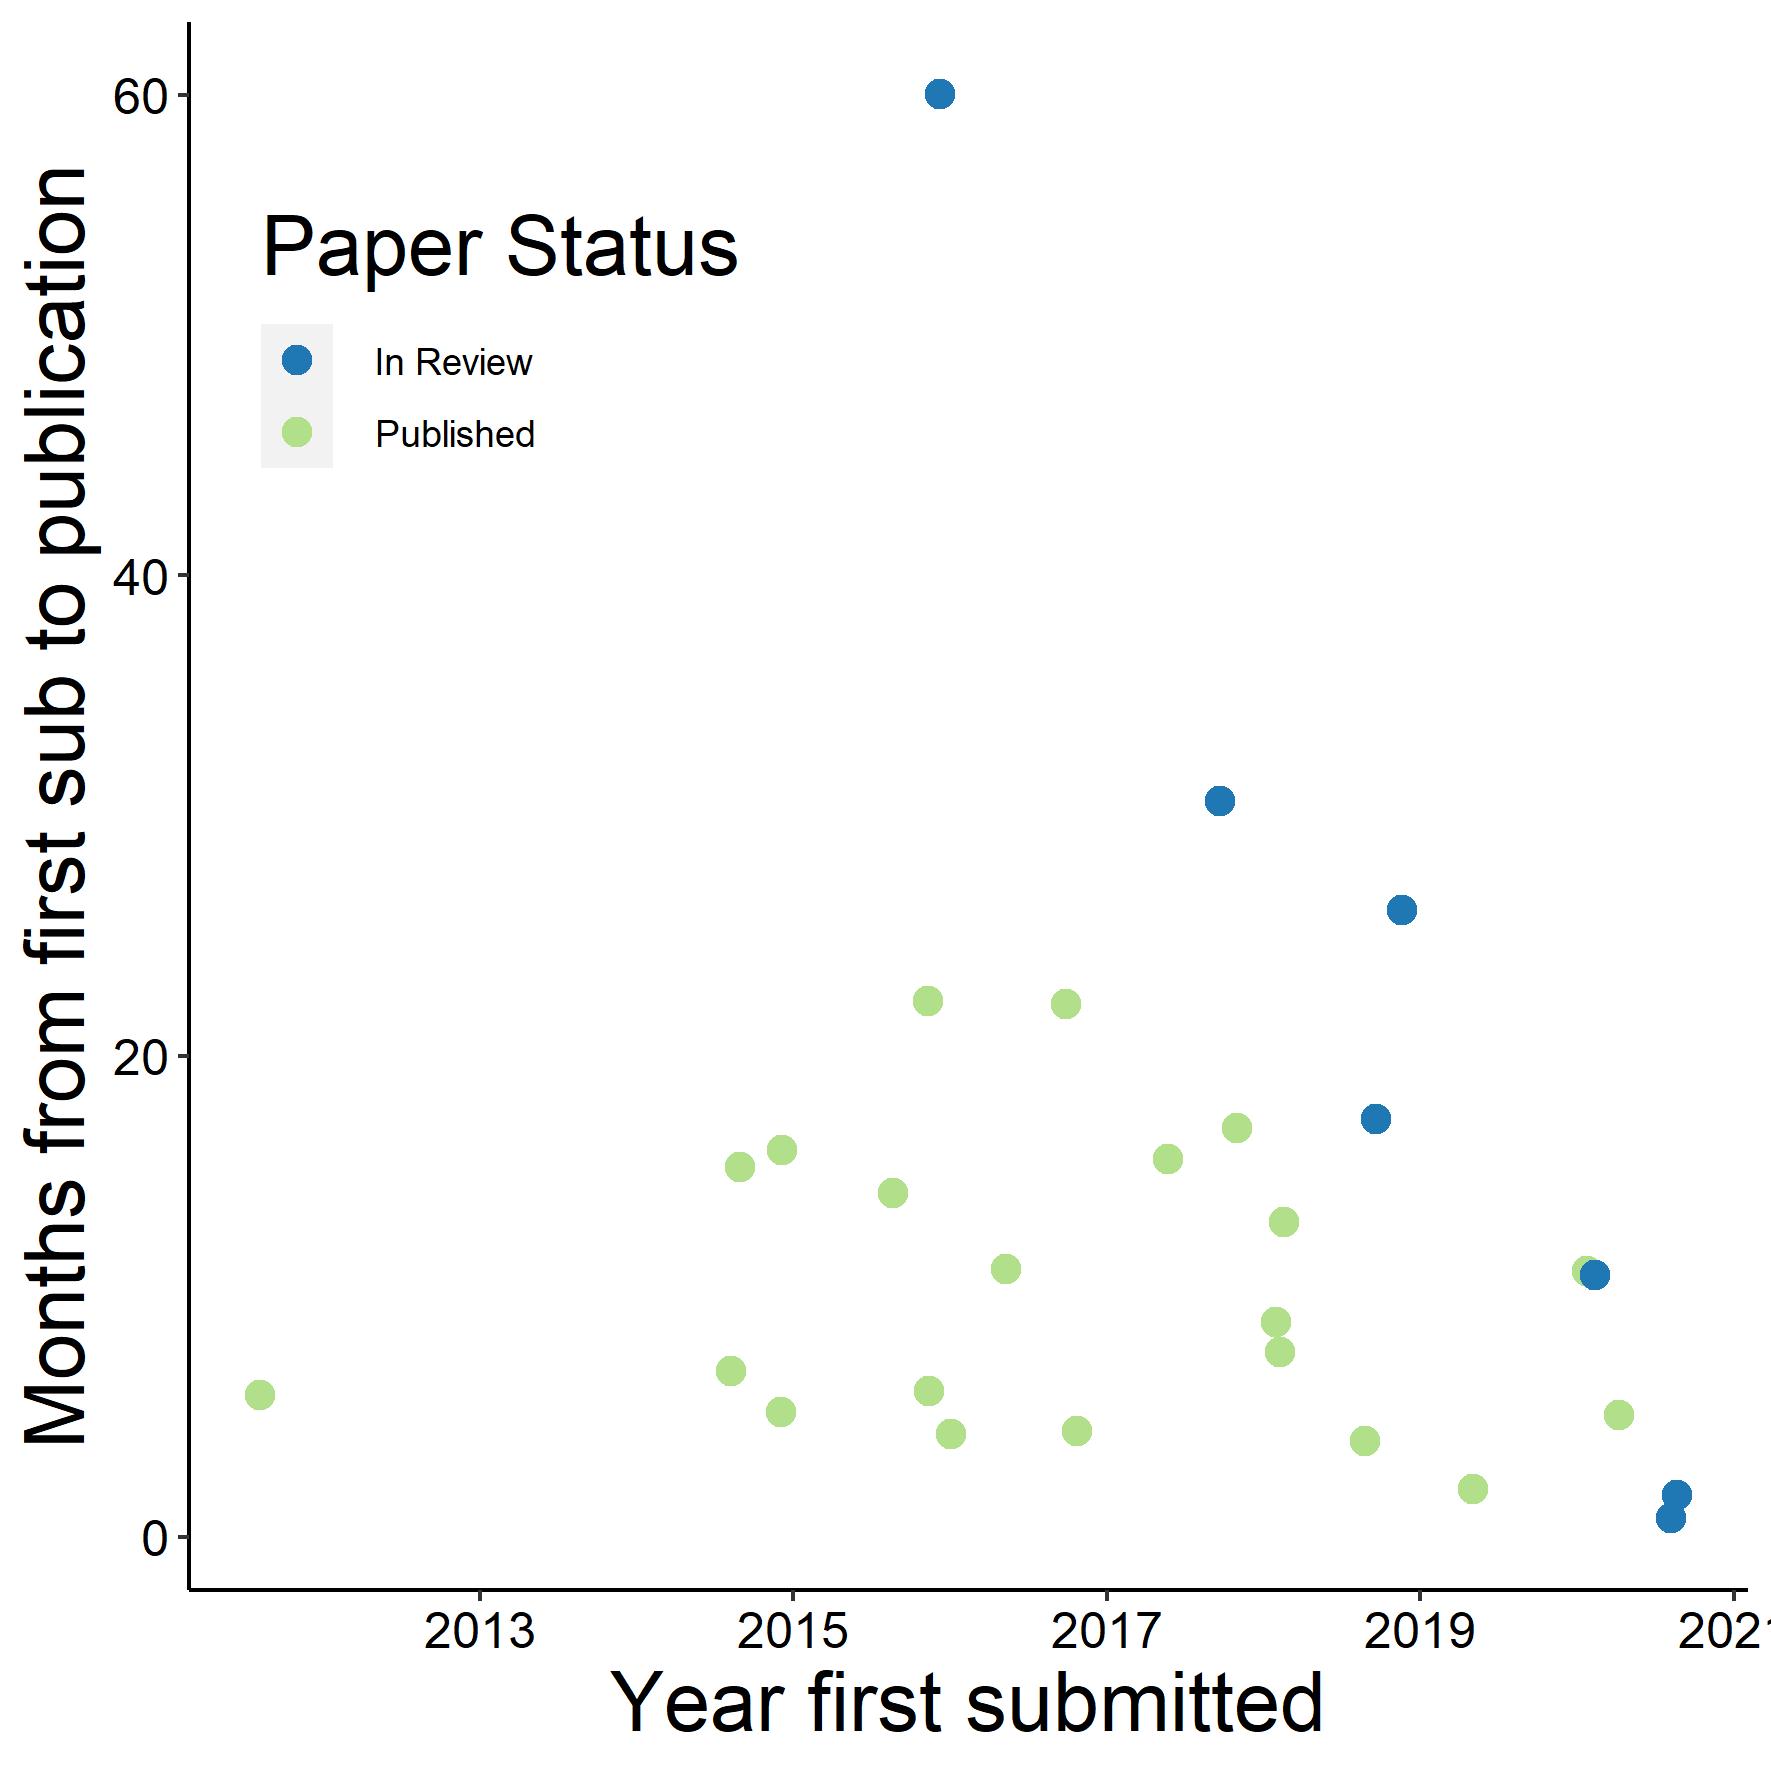 60
40
20
0
Months from first sub to publication
Paper Status
In Review
Published
2013 2015 2017 2019 2021
Year first submitted